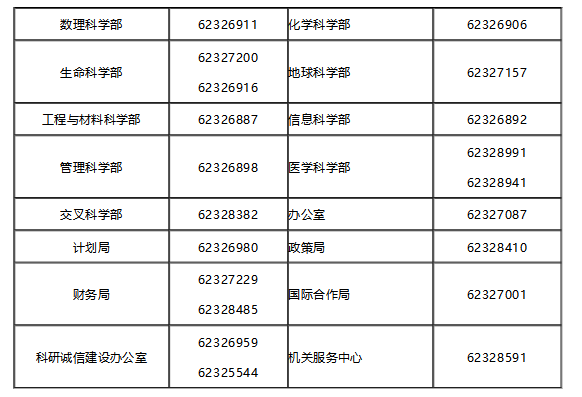 数理科学部 62326911 化学科学部 62326906
生命科学部 62327200 62326916 地球科学部 62327157
工程与材料科学部 62326887 信息科学部 62326892
管理科学部 62326898 医学科学部 62328991 62328941
交叉科学部 62328382 办公室 62327087
计划局 62326980 政策局 62328410
财务局 62327229 62328485 国际合作局 62327001
科研诚信建设办公室 62326959 62325544 机关服务中心 62328591